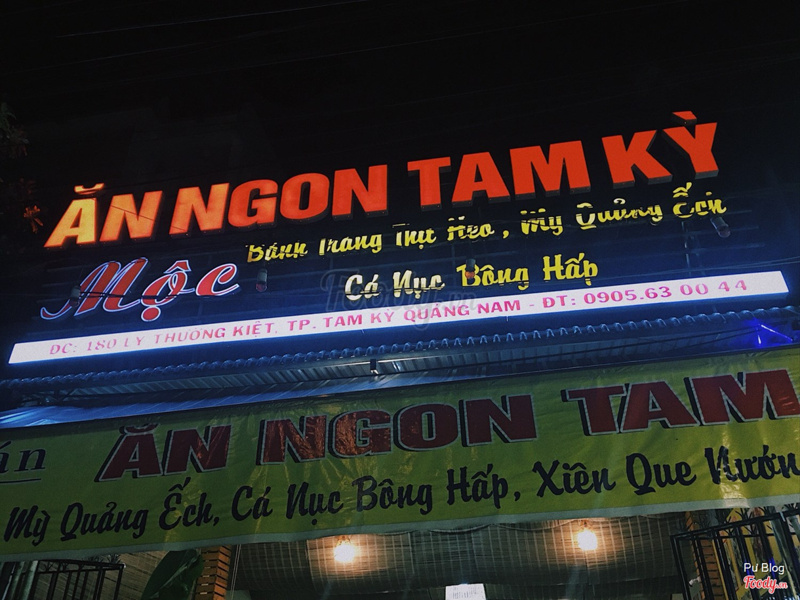 ĂN NGON TAM KỲ
Mộc
Bánh Tráng Thịt Heo, Mỳ Quảng Ếch
Cá Nục Bông Hấp
ĐC: 180 LÝ THƯỜNG KIỆT, TP. TAM KỲ QUẢNG NAM - ĐT: 0905.63 00 44
án ĂN NGON TAM
Mỳ Quảng Ếch, Cá Nục Bông Hấp, Xiên Que Nướn
Pu Blog
Foody.vn